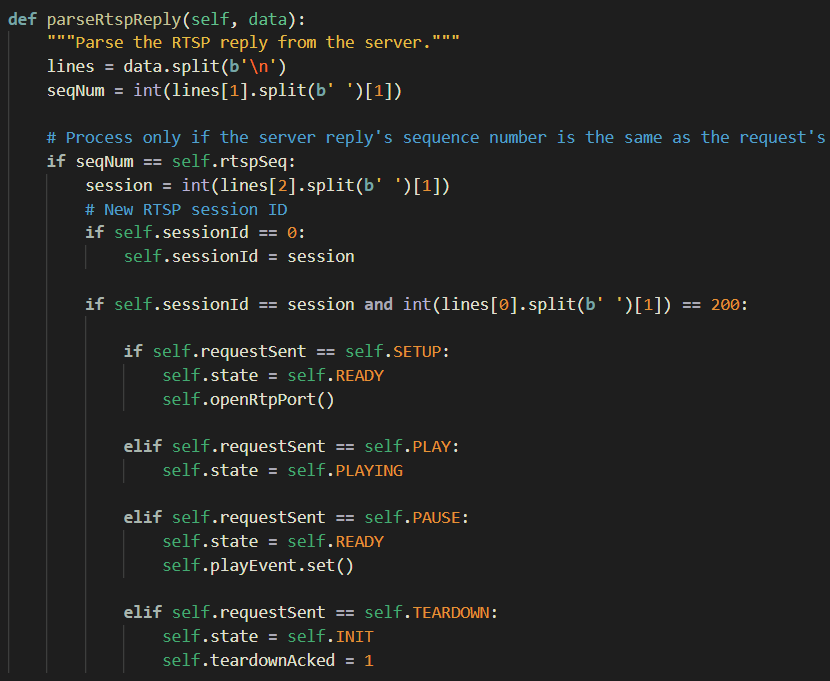 def parseRtspReply(self, data):
    """Parse the RTSP reply from the server."""
    lines = data.split(b'\n')
    seqNum = int(lines[1].split(b' ')[1])

    # Process only if the server reply's sequence number is the same as the request's
    if seqNum == self.rtspSeq:
        session = int(lines[2].split(b' ')[1])
        # New RTSP session ID
        if self.sessionId == 0:
            self.sessionId = session

        if self.sessionId == session and int(lines[0].split(b' ')[1]) == 200:

            if self.requestSent == self.SETUP:
                self.state = self.READY
                self.openRtpPort()

            elif self.requestSent == self.PLAY:
                self.state = self.PLAYING

            elif self.requestSent == self.PAUSE:
                self.state = self.READY
                self.playEvent.set()

            elif self.requestSent == self.TEARDOWN:
                self.state = self.INIT
                self.teardownAcked = 1